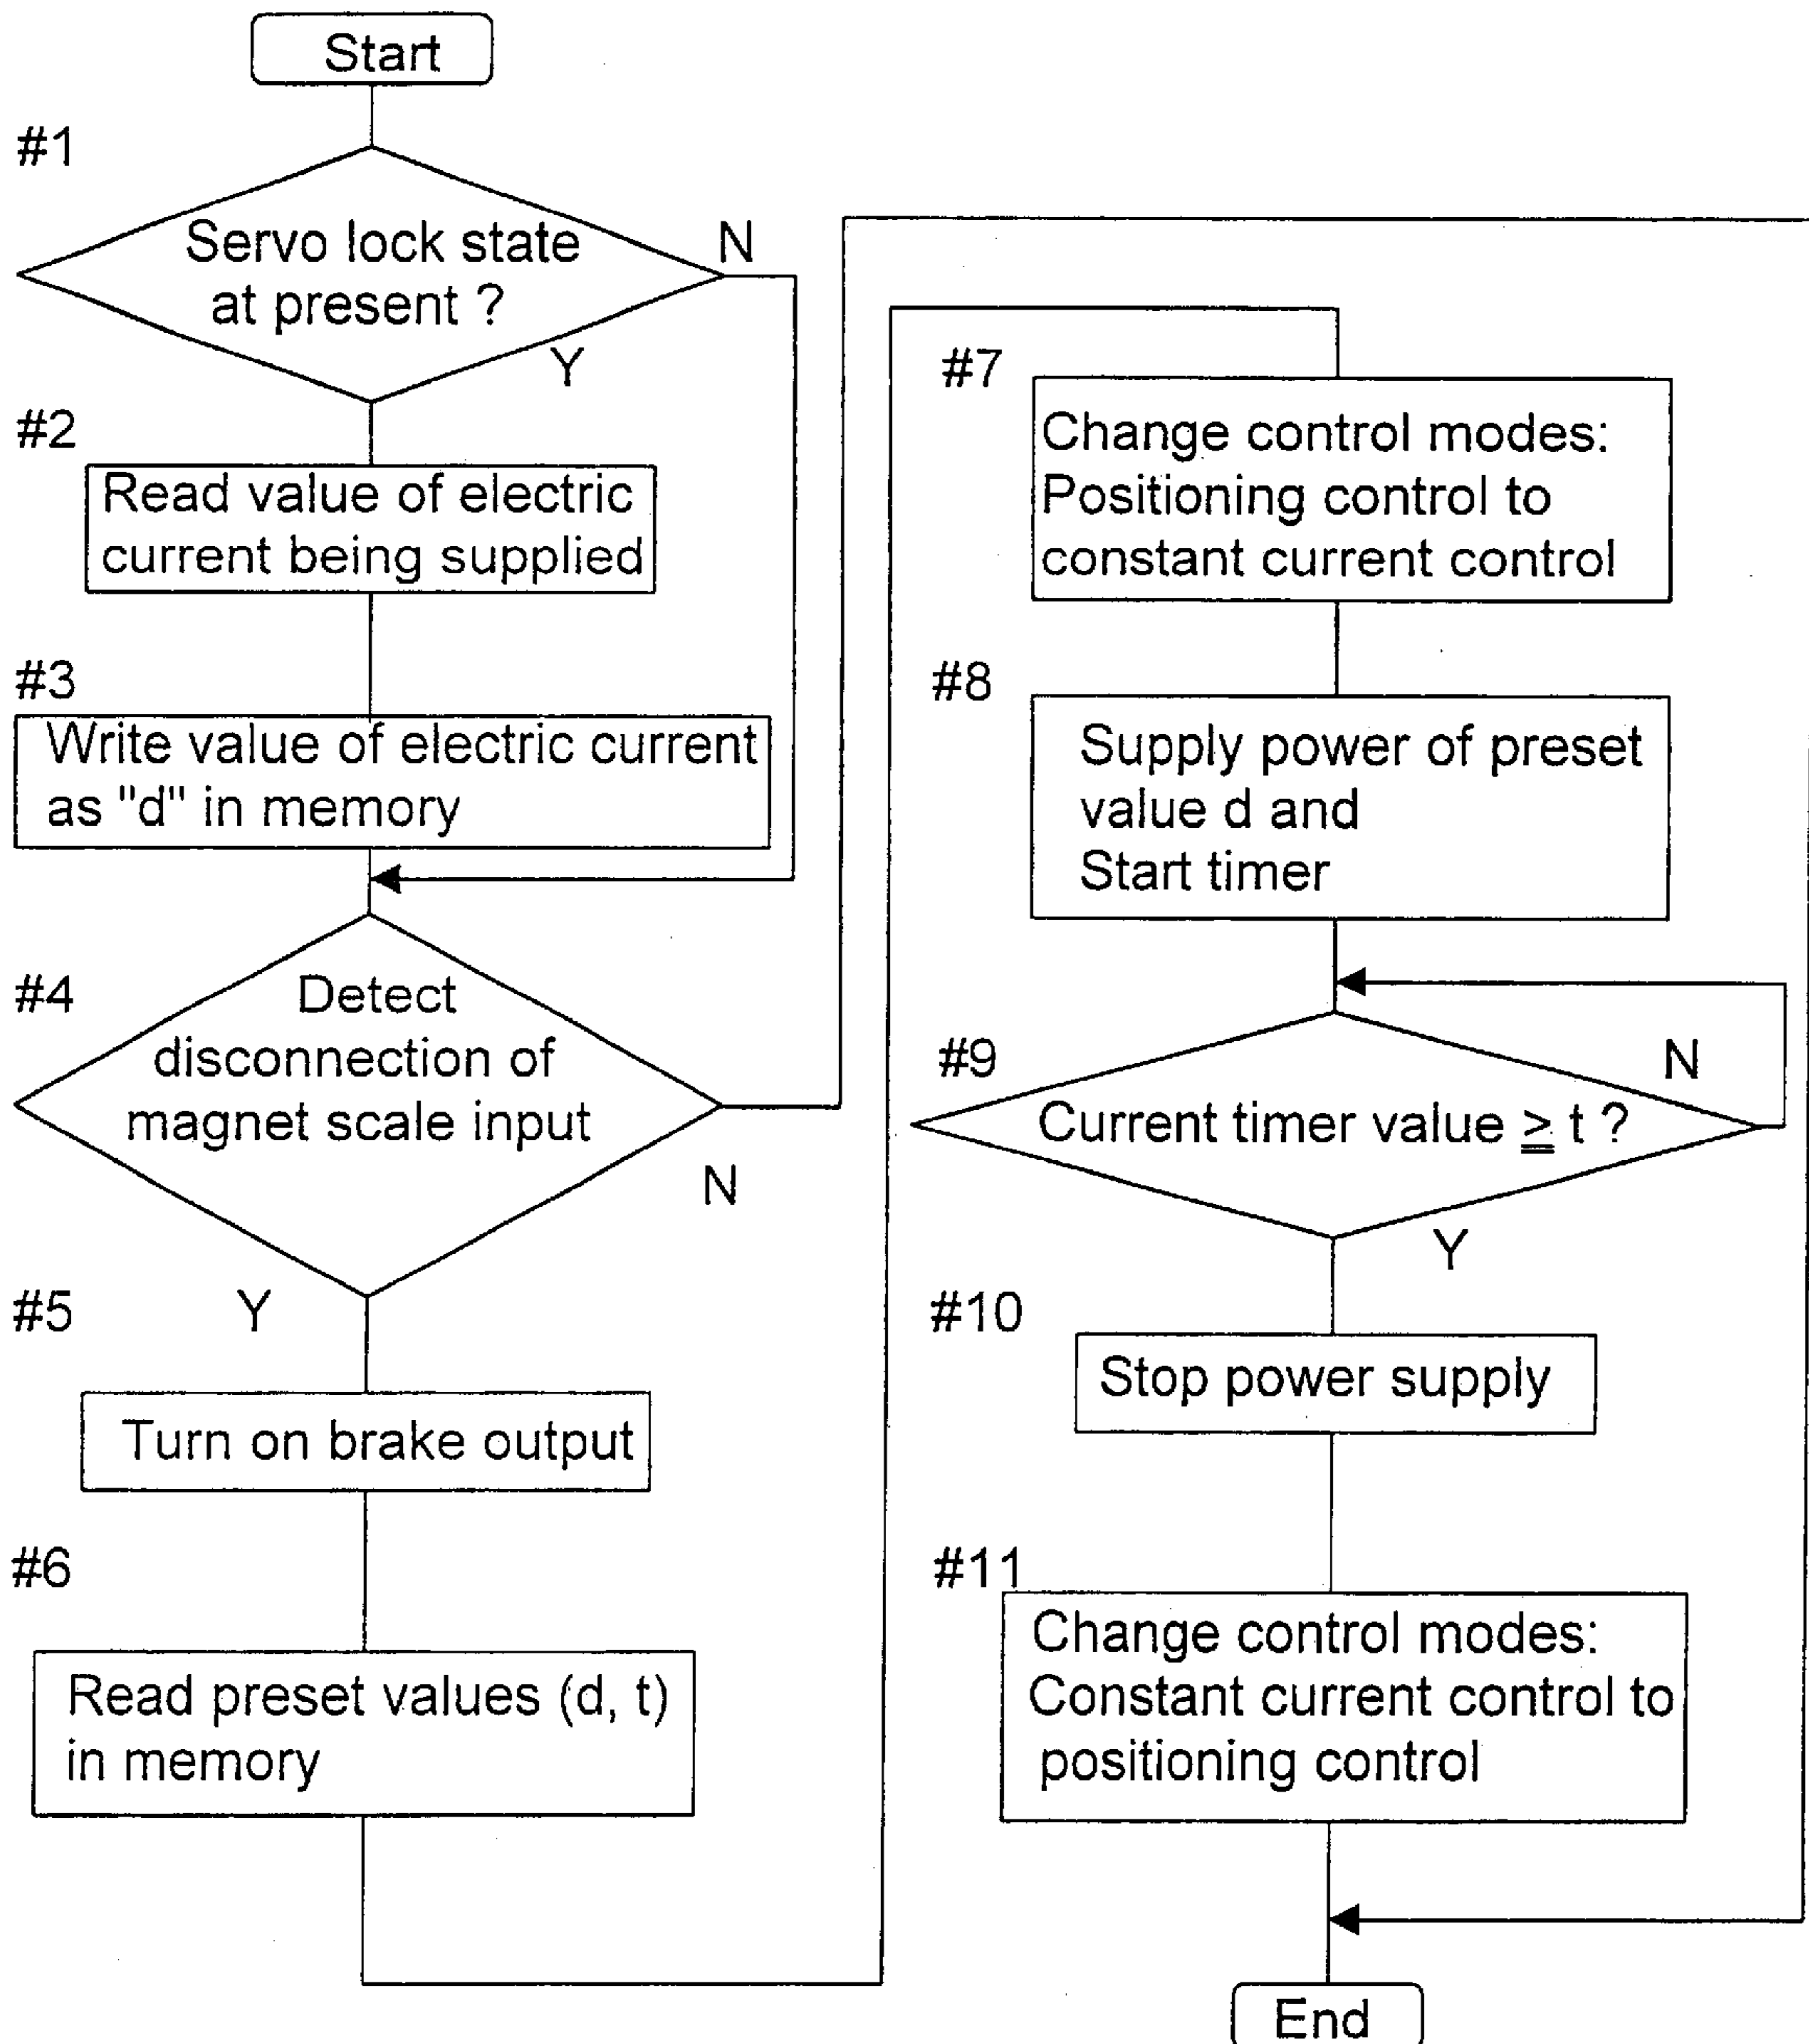 Start
#1
Servo lock state
at present ?
N
Y
#2
Read value of electric
current being supplied
#3
Write value of electric current
as "d" in memory
#4
Detect
disconnection of
magnet scale input
N
Y
#5
Turn on brake output
#6
Read preset values (d, t)
in memory
#7
Change control modes:
Positioning control to
constant current control
#8
Supply power of preset
value d and
Start timer
#9
Current timer value ≧ t ?
N
Y
#10
Stop power supply
#11
Change control modes:
Constant current control to
positioning control
End